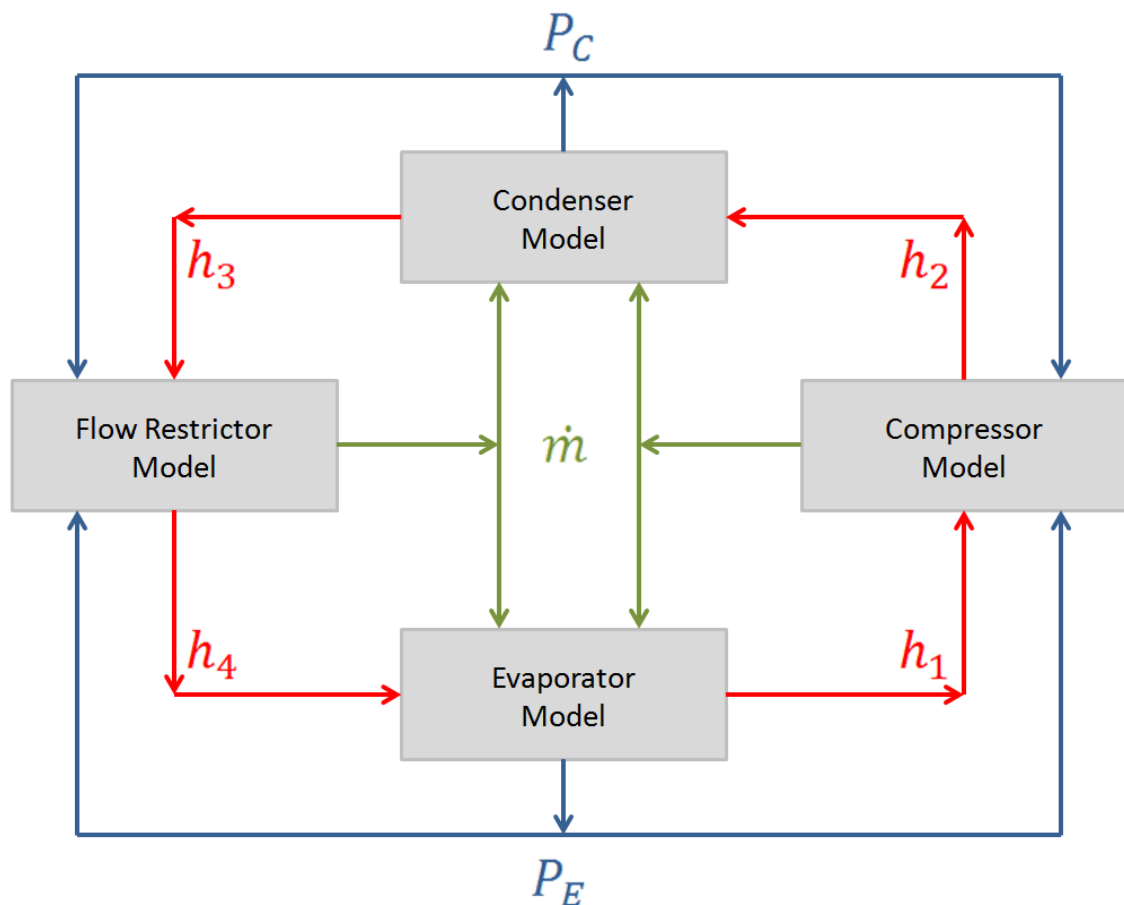 P_C
Condenser
Model
h_3
h_2
Flow Restrictor
Model
ṁ
Compressor
Model
h_4
h_1
Evaporator
Model
P_E